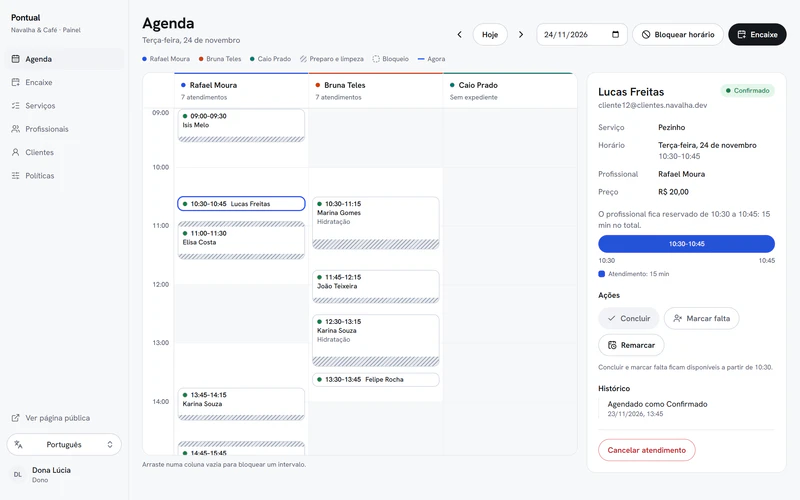 Pontual
Navalha & Café · Painel
Agenda
Encaixe
Serviços
Profissionais
Clientes
Políticas
Ver página pública
Português
DL
Dona Lúcia
Dono
Agenda
Terça-feira, 24 de novembro
Hoje
24/11/2026
Bloquear horário
Encaixe
Rafael Moura
Bruna Teles
Caio Prado
Preparo e limpeza
Bloqueio
Agora
Rafael Moura
7 atendimentos
Bruna Teles
7 atendimentos
Caio Prado
Sem expediente
09:00
10:00
11:00
12:00
13:00
14:00
09:00–09:30
Isis Melo
10:30–10:45 Lucas Freitas
11:00–11:30
Elisa Costa
13:45–14:15
Karina Souza
14:45–15:45
10:30–11:15
Marina Gomes
Hidratação
11:45–12:15
João Teixeira
12:30–13:15
Karina Souza
Hidratação
13:30–13:45 Felipe Rocha
Arraste numa coluna vazia para bloquear um intervalo.
Lucas Freitas
Confirmado
cliente12@clientes.navalha.dev
Serviço Pezinho
Horário Terça-feira, 24 de novembro
10:30–10:45
Profissional Rafael Moura
Preço R$ 20,00
O profissional fica reservado de 10:30 a 10:45: 15
min no total.
10:30–10:45
10:30 10:45
Atendimento: 15 min
Ações
Concluir
Marcar falta
Remarcar
Concluir e marcar falta ficam disponíveis a partir de 10:30.
Histórico
Agendado como Confirmado
23/11/2026, 13:45
Cancelar atendimento